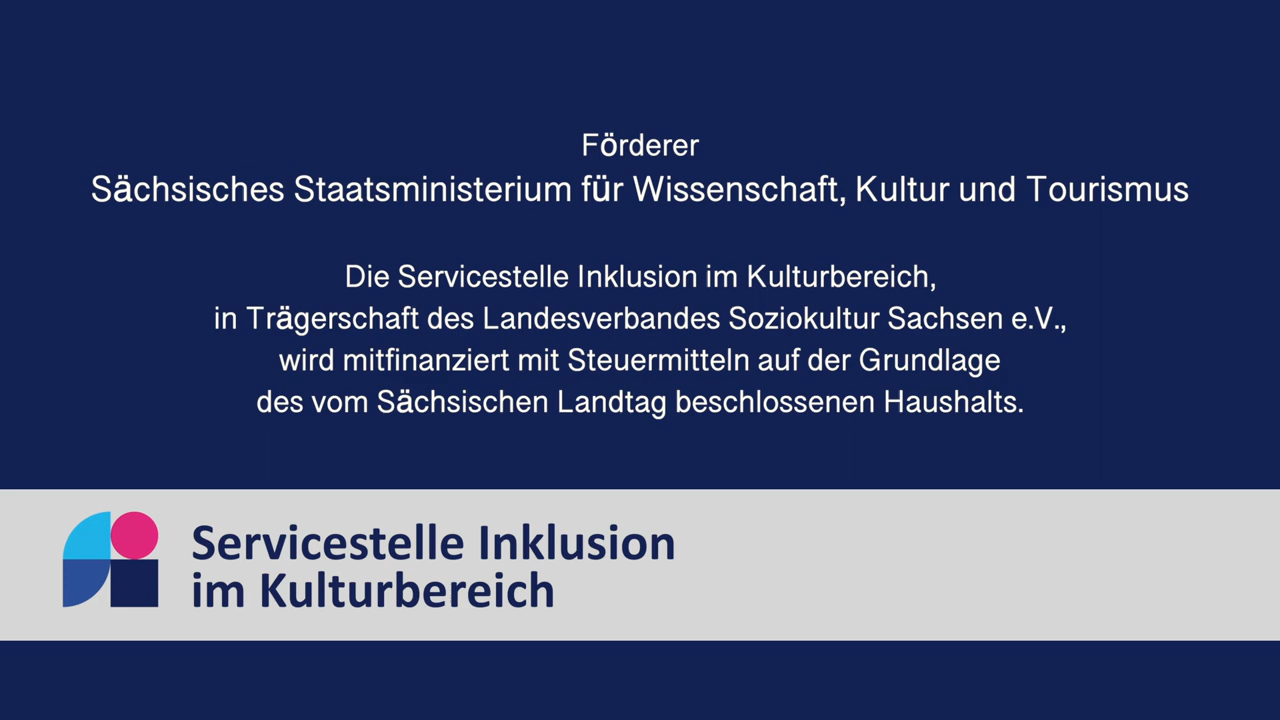 Förderer
Sächsisches Staatsministerium für Wissenschaft, Kultur und Tourismus
Die Servicestelle Inklusion im Kulturbereich,
in Trägerschaft des Landesverbandes Soziokultur Sachsen e.V.,
wird mitfinanziert mit Steuermitteln auf der Grundlage
des vom Sächsischen Landtag beschlossenen Haushalts.
Servicestelle Inklusion
im Kulturbereich